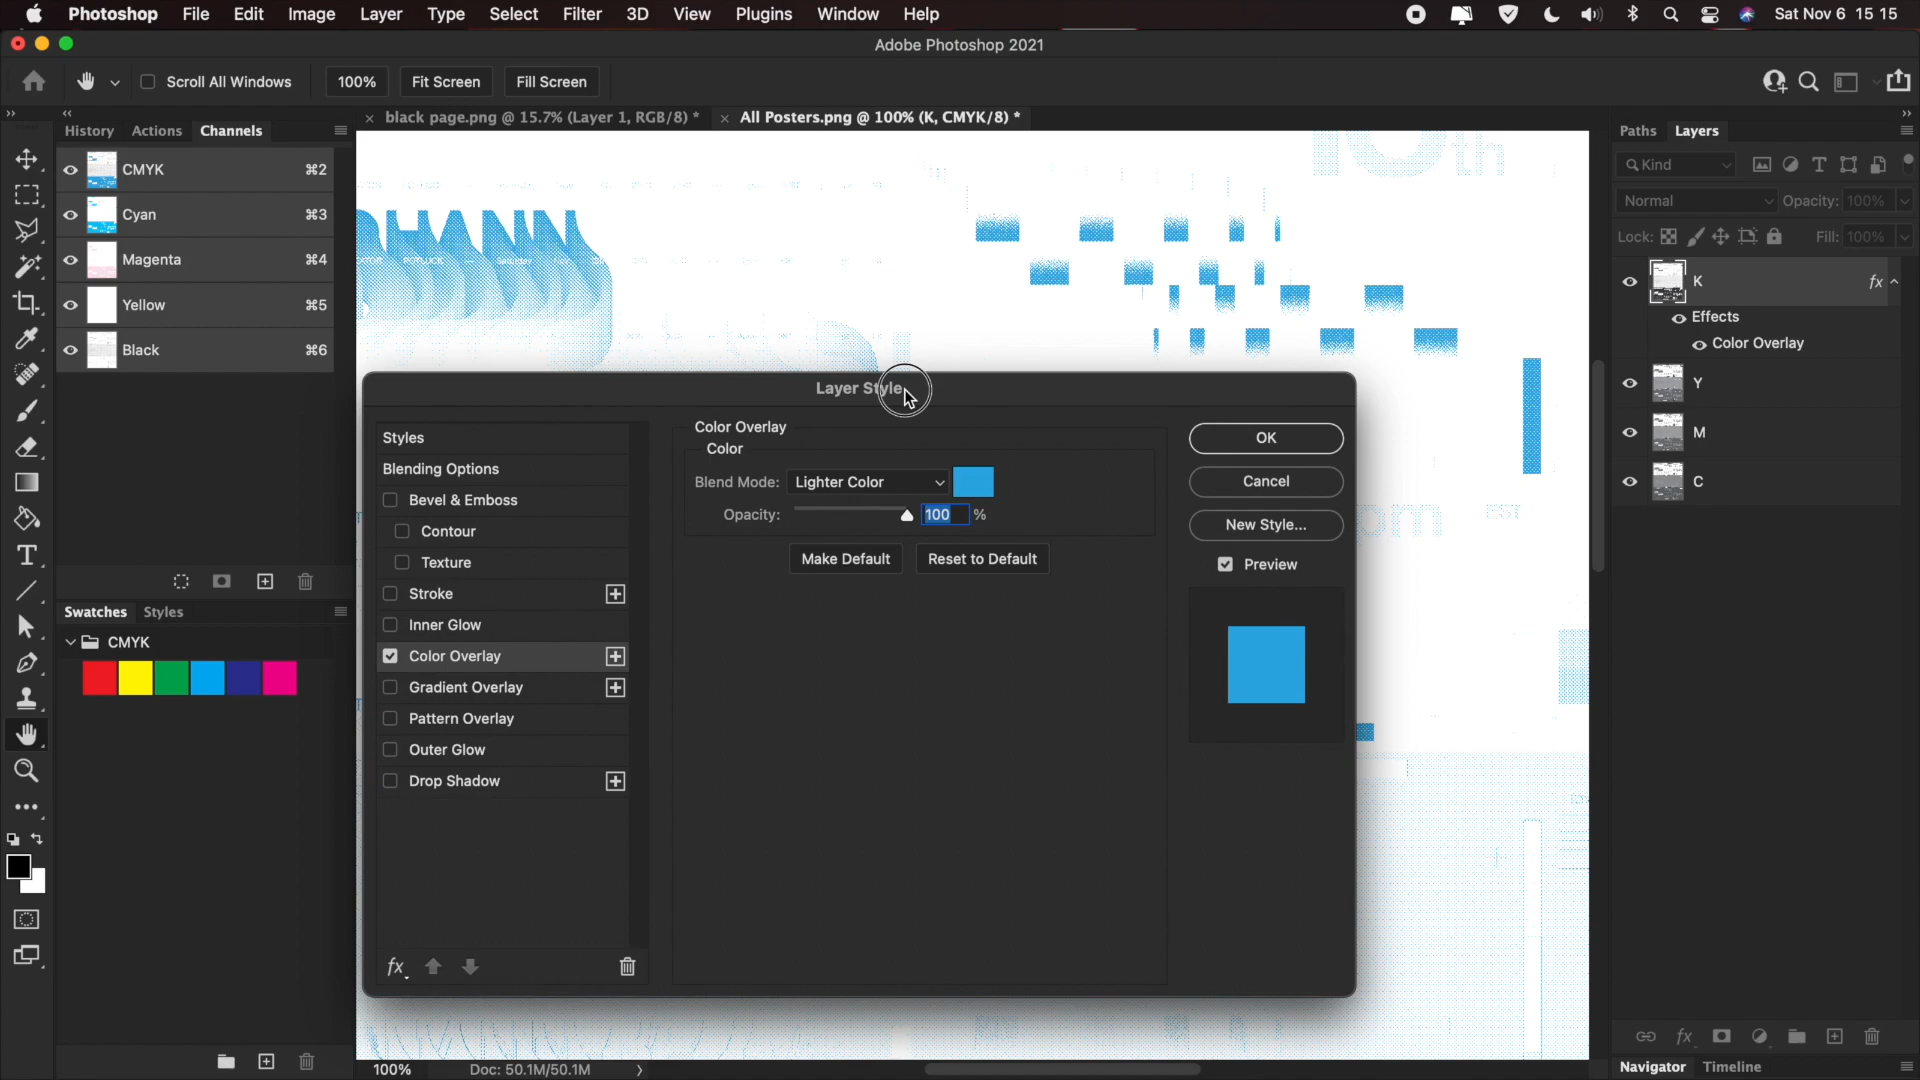 Photoshop File Edit Image Layer Type Select Filter 3D View Plugins Window Help Sat Nov 6 15 15
Adobe Photoshop 2021
Scroll All Windows 100% Fit Screen Fill Screen
black page.png @ 15.7% (Layer 1, RGB/8) *
All Posters.png @ 100% (K, CMYK/8) *
History Actions Channels
CMYK ⌘2
Cyan ⌘3
Magenta ⌘4
Yellow ⌘5
Black ⌘6
Swatches Styles
CMYK
10th
POTLUCK
Saturday
EST
Layer Style
Styles
Blending Options
Bevel & Emboss
Contour
Texture
Stroke
Inner Glow
Color Overlay
Gradient Overlay
Pattern Overlay
Outer Glow
Drop Shadow
fx
Color Overlay
Color
Blend Mode: Lighter Color
Opacity: 100 %
Make Default Reset to Default
OK
Cancel
New Style...
Preview
Paths Layers
Kind
Normal Opacity: 100%
Lock: Fill: 100%
K fx
Effects
Color Overlay
Y
M
C
fx
100% Doc: 50.1M/50.1M
Navigator Timeline